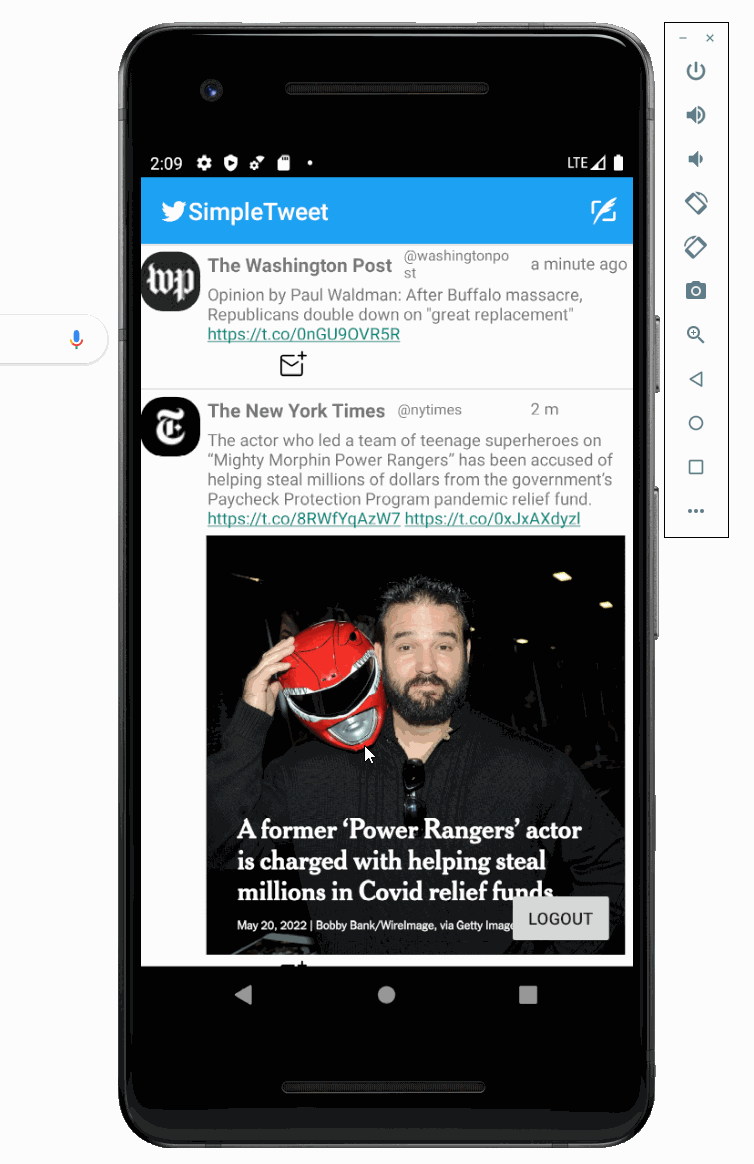 2:09
LTE
SimpleTweet
The Washington Post @washingtonpo
st
a minute ago
Opinion by Paul Waldman: After Buffalo massacre,
Republicans double down on "great replacement"
https://t.co/0nGU9OVR5R
The New York Times @nytimes 2 m
The actor who led a team of teenage superheroes on
“Mighty Morphin Power Rangers” has been accused of
helping steal millions of dollars from the government’s
Paycheck Protection Program pandemic relief fund.
https://t.co/8RWfYqAzW7 https://t.co/0xJxAXdyzl
A former ‘Power Rangers’ actor
is charged with helping steal
millions in Covid relief funds
May 20, 2022 | Bobby Bank/WireImage, via Getty Image
LOGOUT